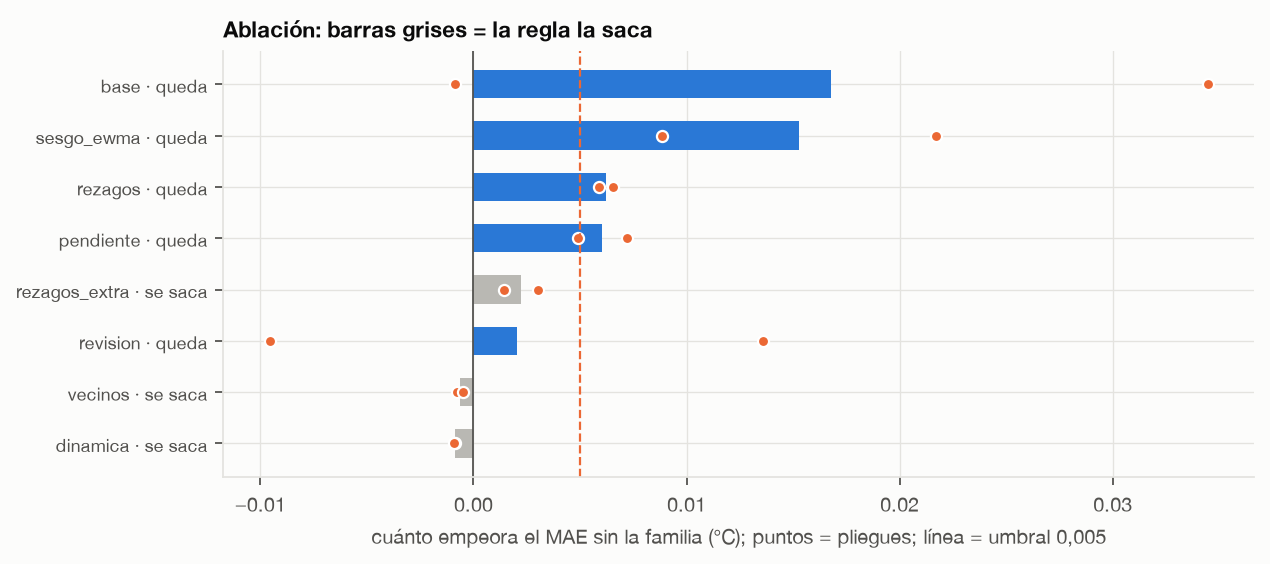 Ablación: barras grises = la regla la saca
base · queda
sesgo_ewma · queda
rezagos · queda
pendiente · queda
rezagos_extra · se saca
revision · queda
vecinos · se saca
dinamica · se saca
−0.01 0.00 0.01 0.02 0.03
cuánto empeora el MAE sin la familia (°C); puntos = pliegues; línea = umbral 0,005